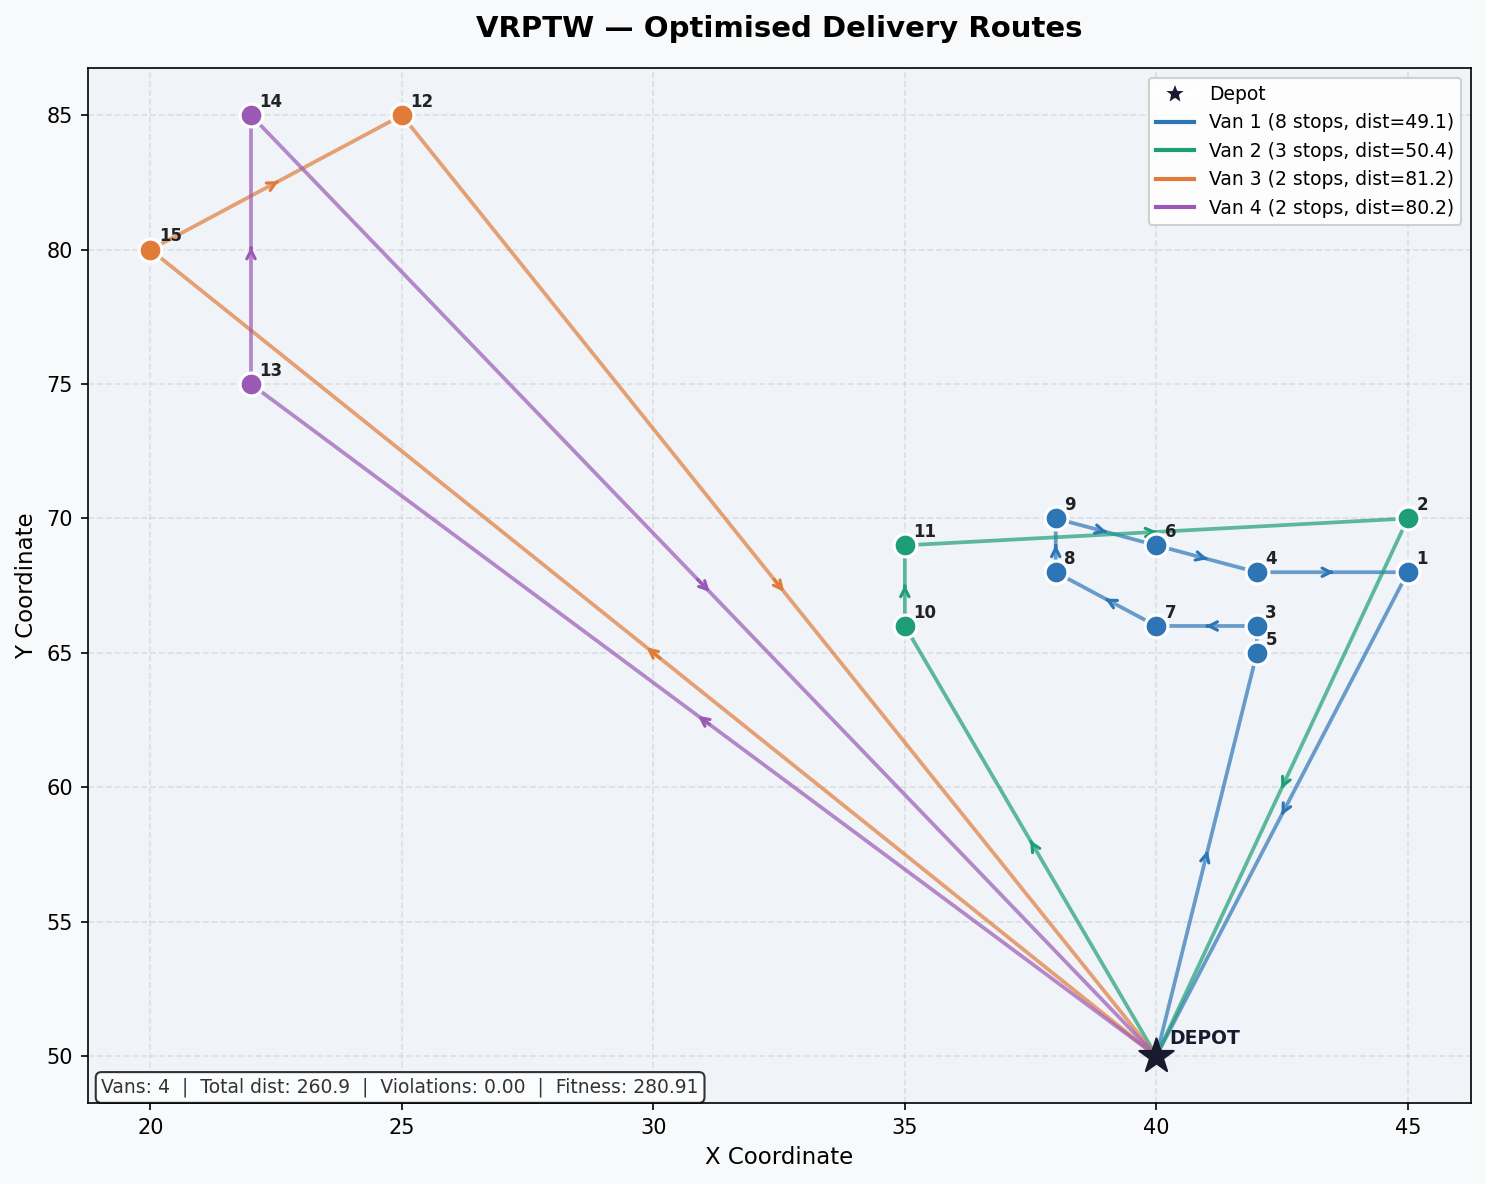 VRPTW — Optimised Delivery Routes
Depot
Van 1 (8 stops, dist=49.1)
Van 2 (3 stops, dist=50.4)
Van 3 (2 stops, dist=81.2)
Van 4 (2 stops, dist=80.2)
Y Coordinate
85
80
75
70
65
60
55
50
14
12
15
13
9
2
11
6
8
4
1
10
7
3
5
DEPOT
Vans: 4 | Total dist: 260.9 | Violations: 0.00 | Fitness: 280.91
20
25
30
35
40
45
X Coordinate